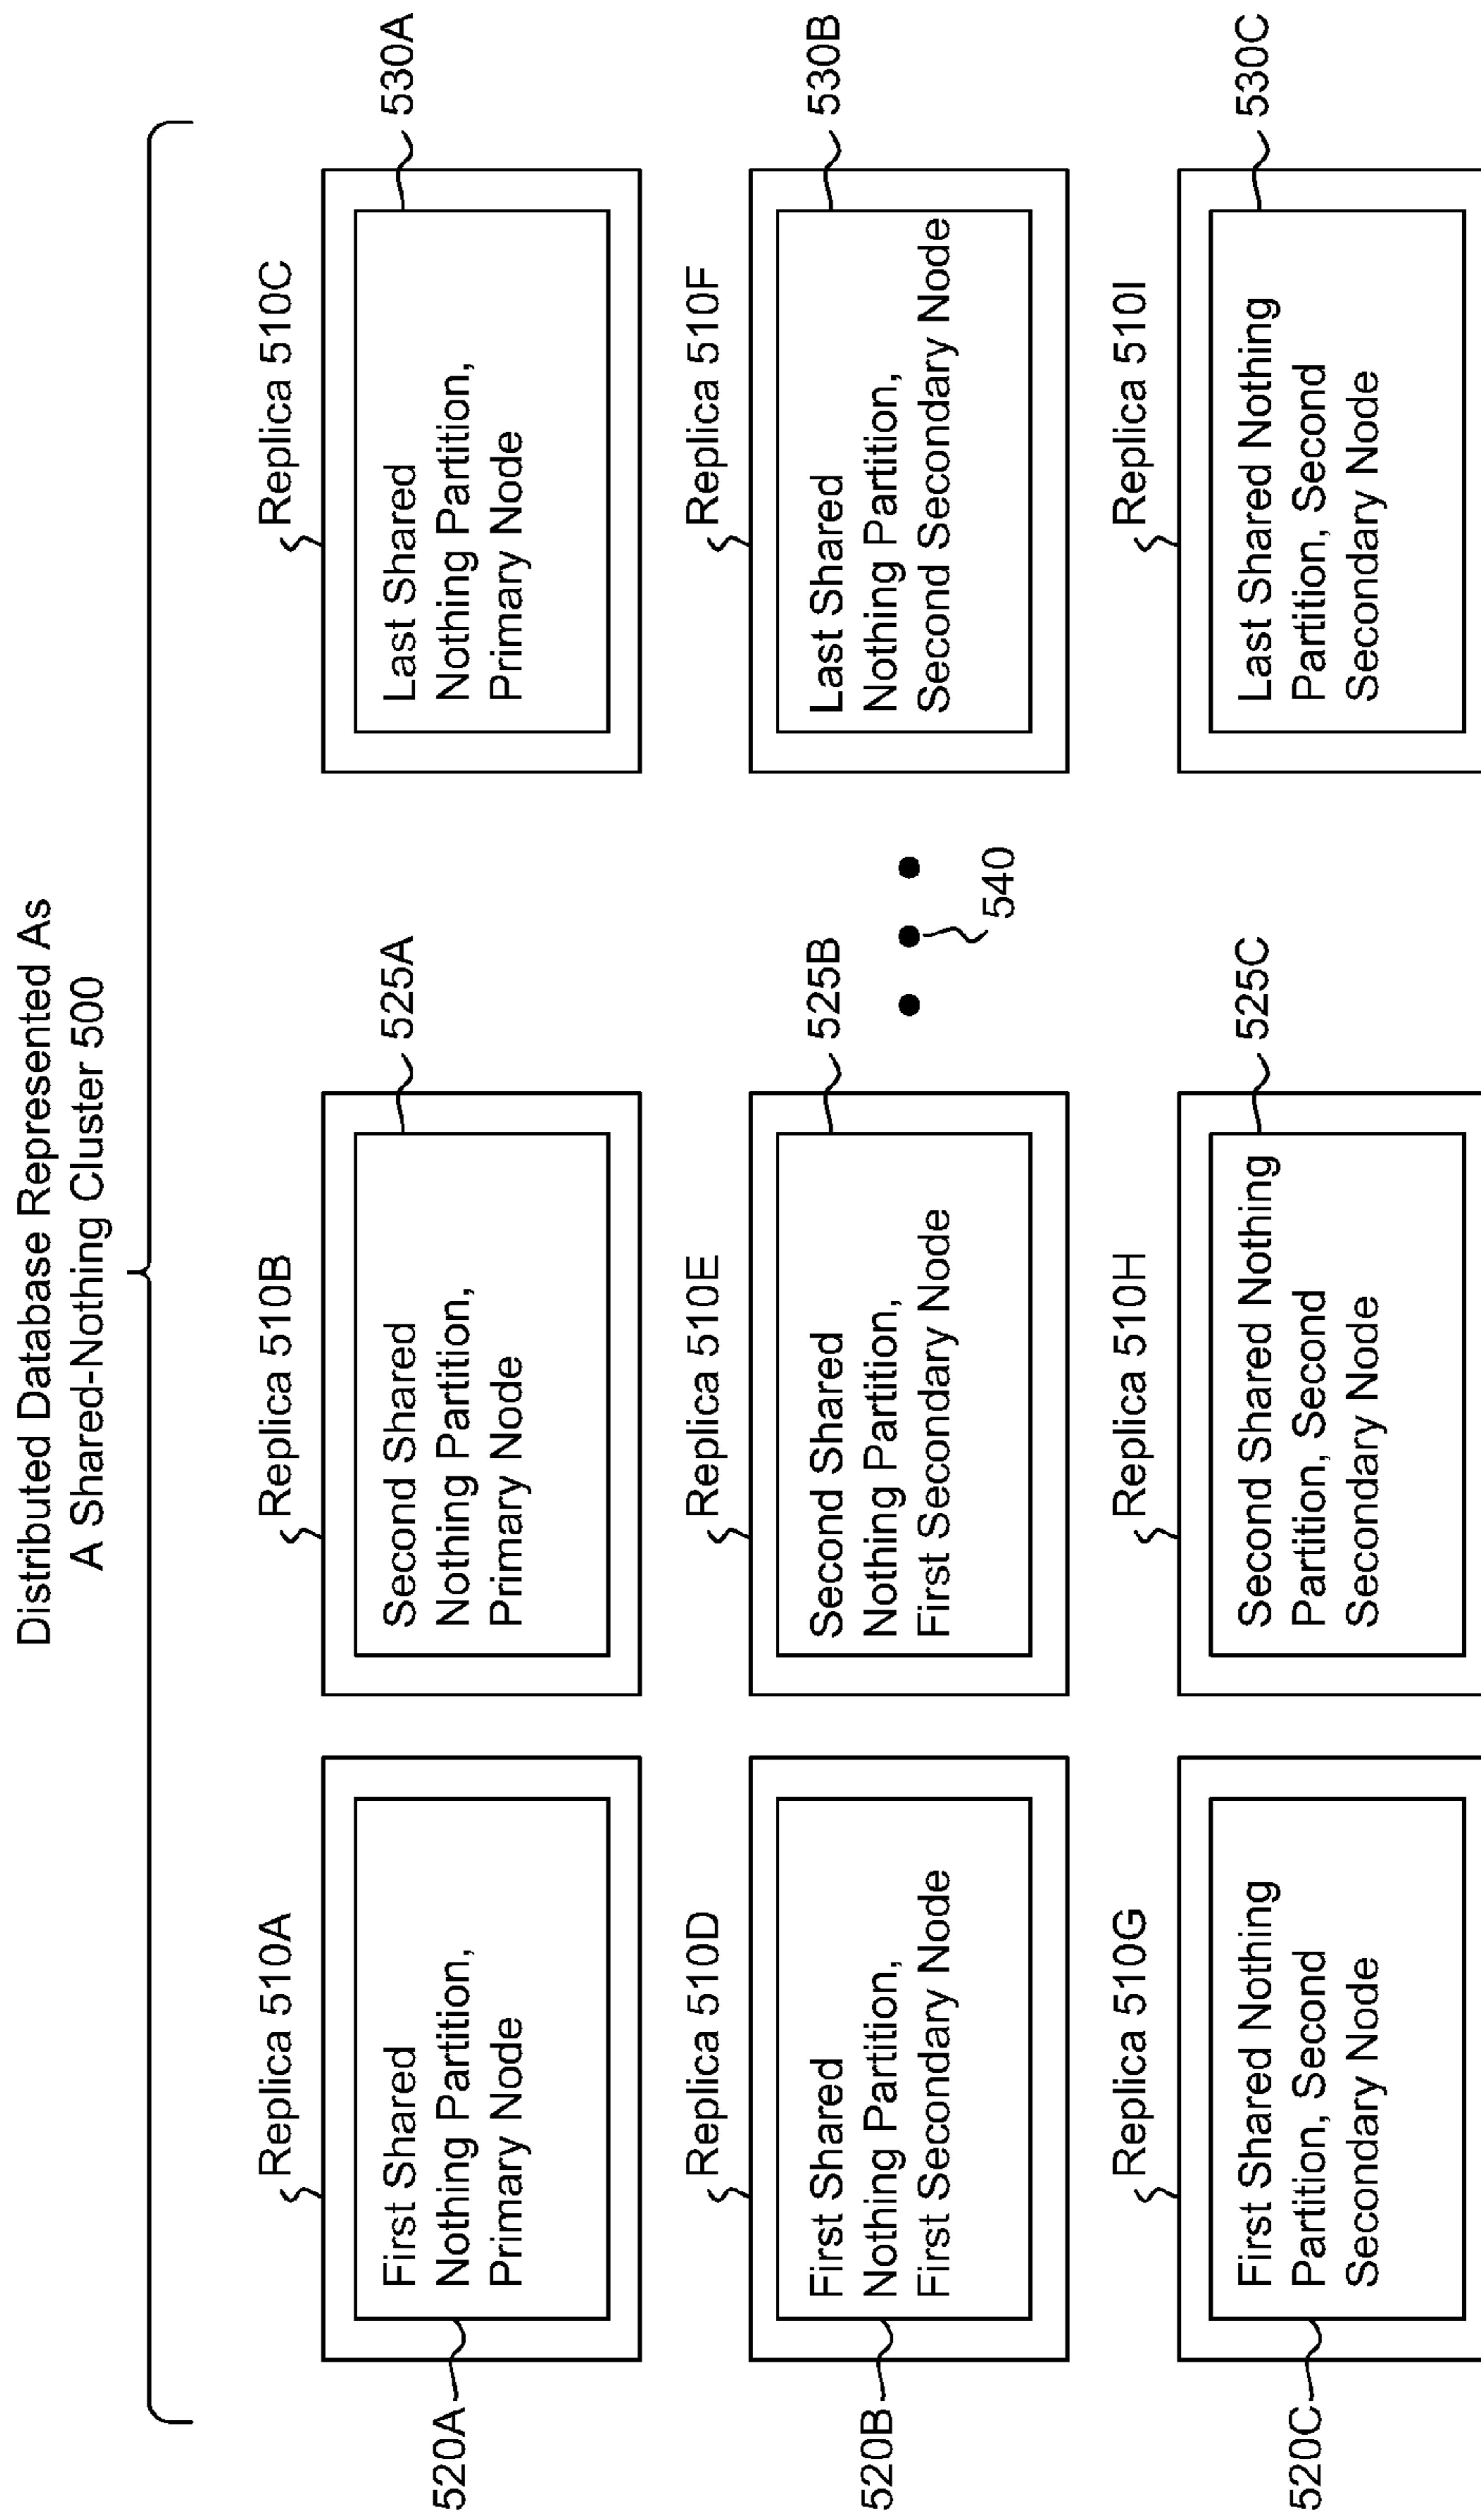 Distributed Database Represented As
A Shared-Nothing Cluster 500
Replica 510A
520A
First Shared
Nothing Partition,
Primary Node
Replica 510B
525A
Second Shared
Nothing Partition,
Primary Node
Replica 510C
530A
Last Shared
Nothing Partition,
Primary Node
Replica 510D
520B
First Shared
Nothing Partition,
First Secondary Node
Replica 510E
525B
Second Shared
Nothing Partition,
First Secondary Node
540
Replica 510F
530B
Last Shared
Nothing Partition,
Second Secondary Node
Replica 510G
520C
First Shared Nothing
Partition, Second
Secondary Node
Replica 510H
525C
Second Shared Nothing
Partition, Second
Secondary Node
Replica 510I
530C
Last Shared Nothing
Partition, Second
Secondary Node